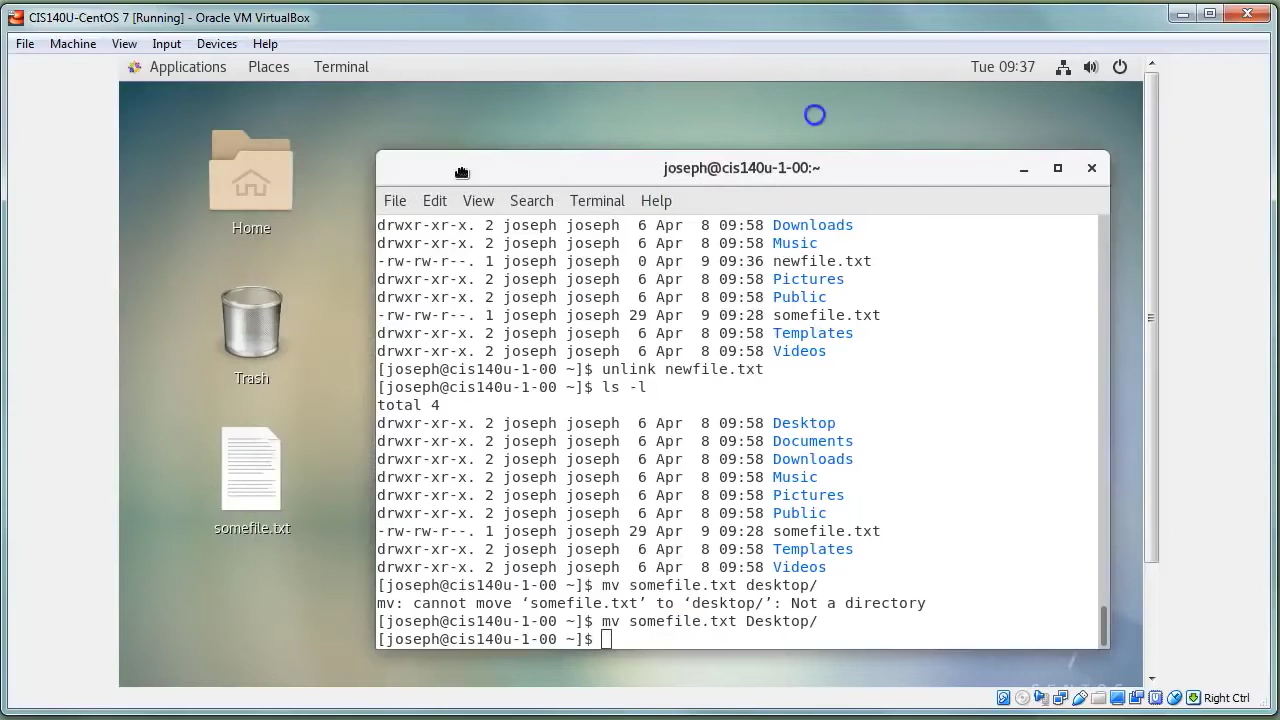 CIS140U-CentOS 7 [Running] - Oracle VM VirtualBox
File Machine View Input Devices Help
Applications Places Terminal Tue 09:37
Home
Trash
somefile.txt
joseph@cis140u-1-00:~
File Edit View Search Terminal Help
drwxr-xr-x. 2 joseph joseph  6 Apr  8 09:58 Downloads
drwxr-xr-x. 2 joseph joseph  6 Apr  8 09:58 Music
-rw-rw-r--. 1 joseph joseph  0 Apr  9 09:36 newfile.txt
drwxr-xr-x. 2 joseph joseph  6 Apr  8 09:58 Pictures
drwxr-xr-x. 2 joseph joseph  6 Apr  8 09:58 Public
-rw-rw-r--. 1 joseph joseph 29 Apr  9 09:28 somefile.txt
drwxr-xr-x. 2 joseph joseph  6 Apr  8 09:58 Templates
drwxr-xr-x. 2 joseph joseph  6 Apr  8 09:58 Videos
[joseph@cis140u-1-00 ~]$ unlink newfile.txt
[joseph@cis140u-1-00 ~]$ ls -l
total 4
drwxr-xr-x. 2 joseph joseph  6 Apr  8 09:58 Desktop
drwxr-xr-x. 2 joseph joseph  6 Apr  8 09:58 Documents
drwxr-xr-x. 2 joseph joseph  6 Apr  8 09:58 Downloads
drwxr-xr-x. 2 joseph joseph  6 Apr  8 09:58 Music
drwxr-xr-x. 2 joseph joseph  6 Apr  8 09:58 Pictures
drwxr-xr-x. 2 joseph joseph  6 Apr  8 09:58 Public
-rw-rw-r--. 1 joseph joseph 29 Apr  9 09:28 somefile.txt
drwxr-xr-x. 2 joseph joseph  6 Apr  8 09:58 Templates
drwxr-xr-x. 2 joseph joseph  6 Apr  8 09:58 Videos
[joseph@cis140u-1-00 ~]$ mv somefile.txt desktop/
mv: cannot move ‘somefile.txt’ to ‘desktop/’: Not a directory
[joseph@cis140u-1-00 ~]$ mv somefile.txt Desktop/
[joseph@cis140u-1-00 ~]$
Right Ctrl